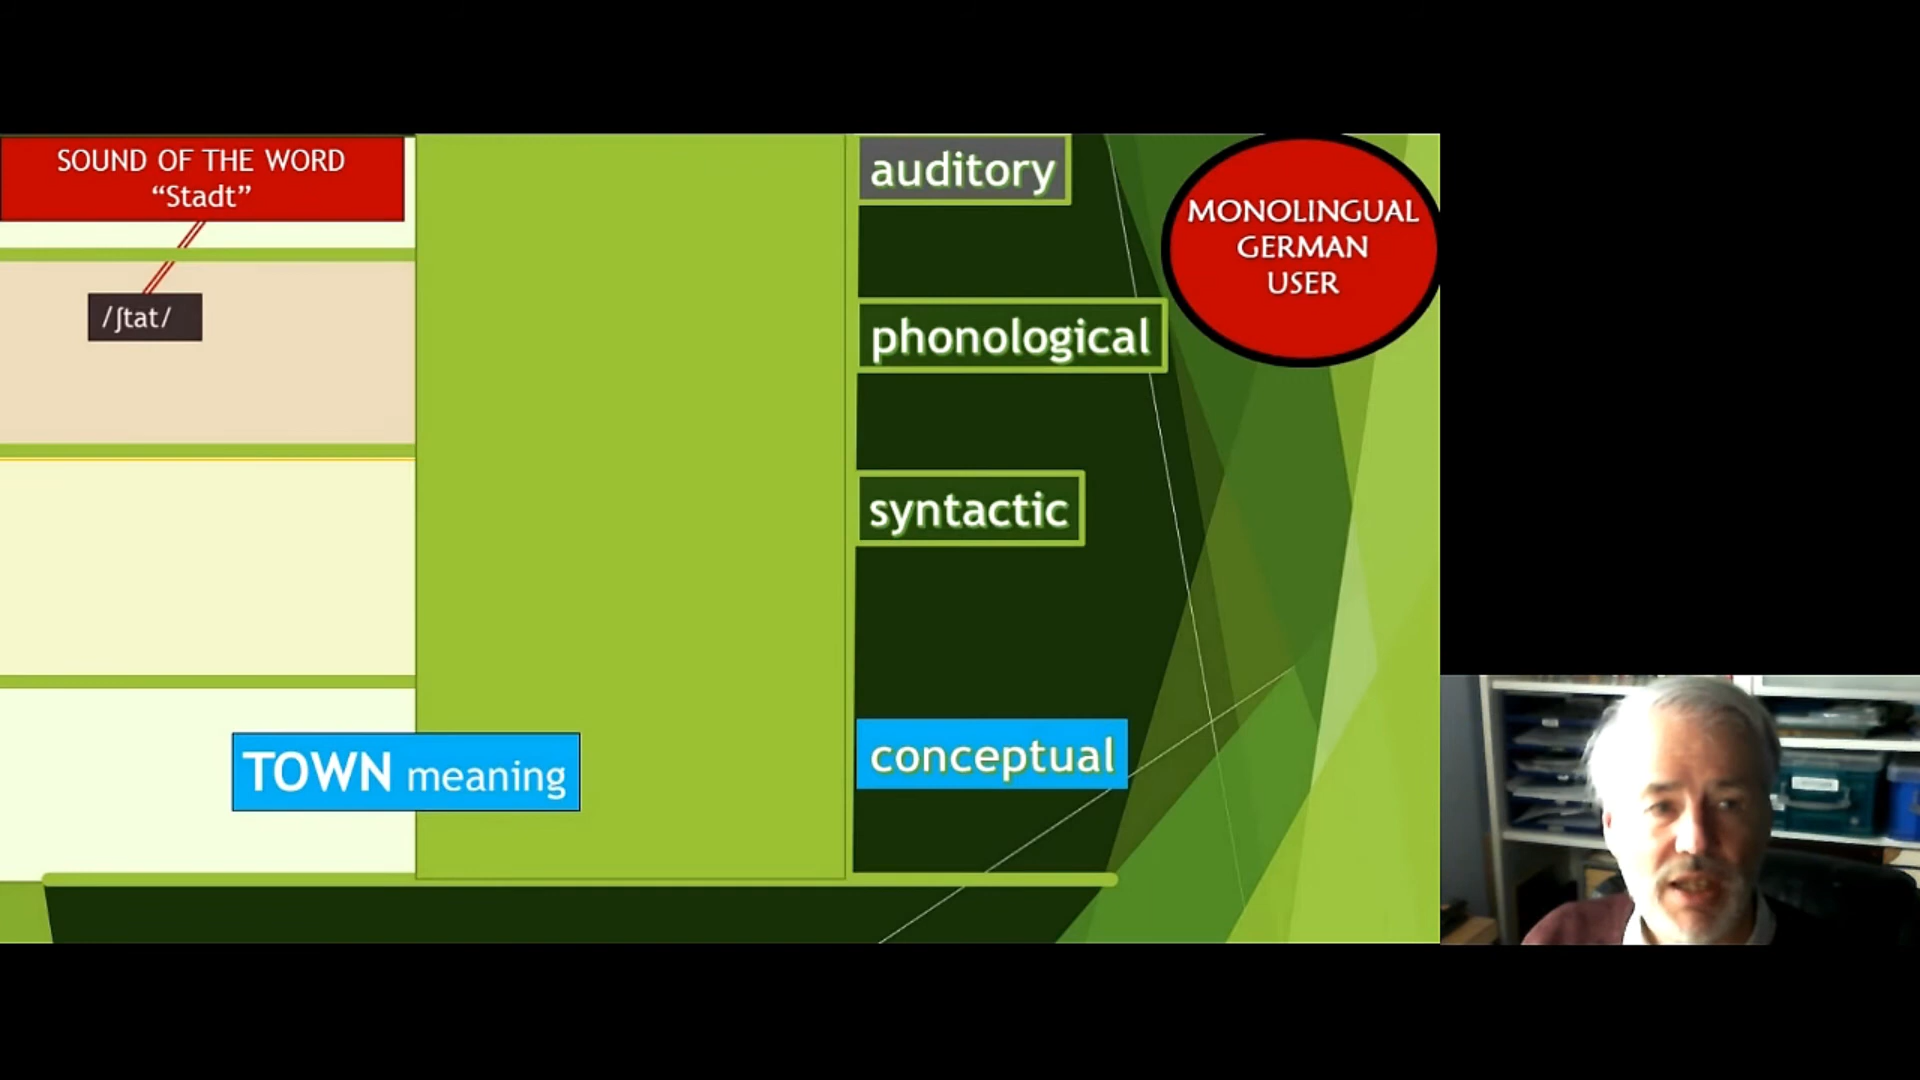 SOUND OF THE WORD
“Stadt”
/ʃtat/
TOWN meaning
auditory
phonological
syntactic
conceptual
MONOLINGUAL
GERMAN
USER